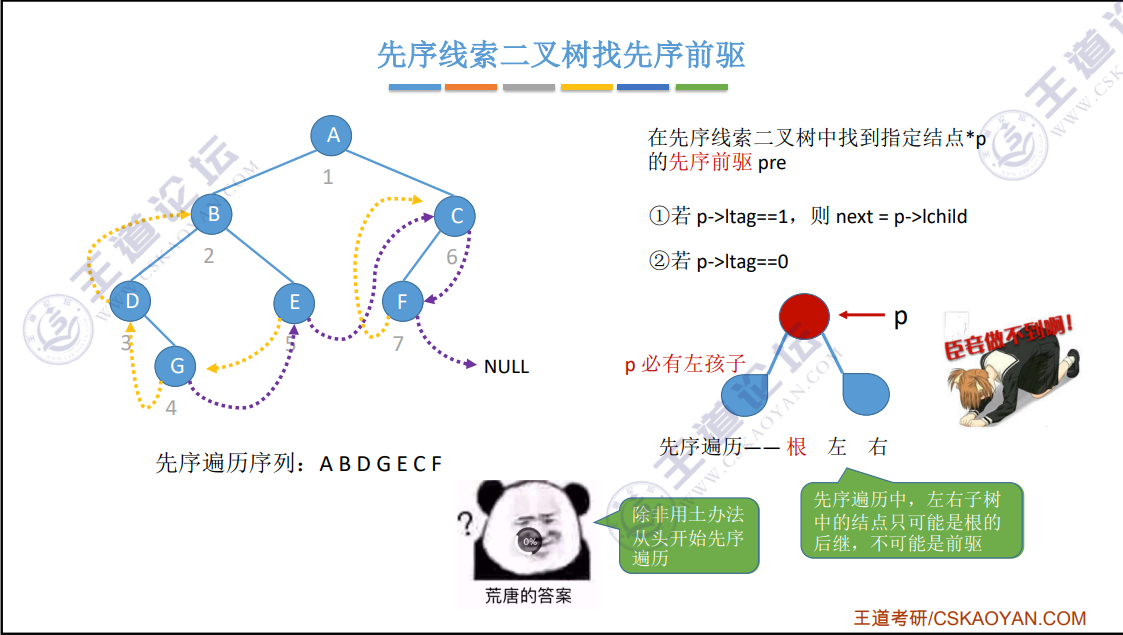 先序线索二叉树找先序前驱
A
1
B
2
C
6
D
3
E
5
F
7
G
4
NULL
先序遍历序列：A B D G E C F
在先序线索二叉树中找到指定结点*p
的先序前驱 pre
①若 p->ltag==1，则 next = p->lchild
②若 p->ltag==0
p
p 必有左孩子
臣妾做不到啊！
先序遍历—— 根 左 右
先序遍历中，左右子树
中的结点只可能是根的
后继，不可能是前驱
除非用土办法
从头开始先序
遍历
?
0%
荒唐的答案
王道论坛
WWW.CSKAOYAN.COM
王道论坛
WWW.CSKAOYAN.COM
王道考研/CSKAOYAN.COM